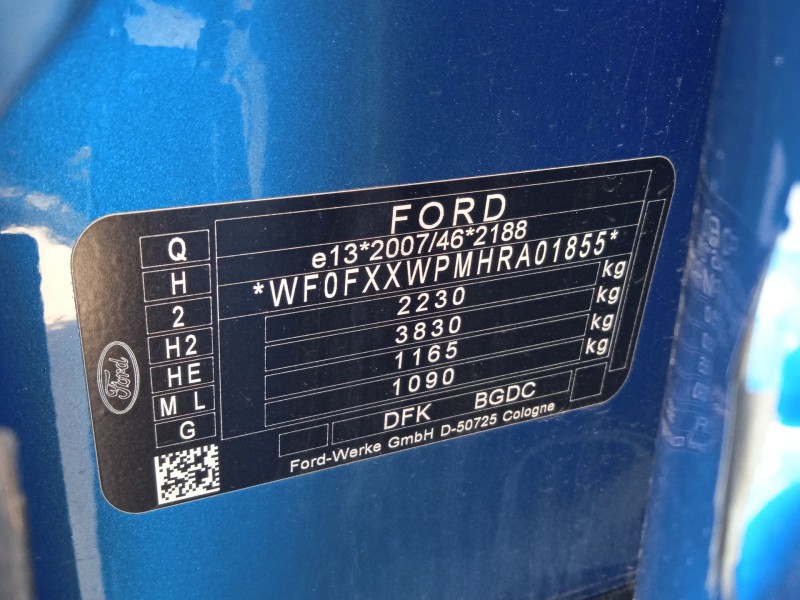 FORD
e13*2007/46*2188
*WF0FXXWPMHRA01855*
2230 kg
3830 kg
1165 kg
1090 kg
DFK BGDC
Ford-Werke GmbH D-50725 Cologne
Q
H
2
H2
HE
M L
G
Ford